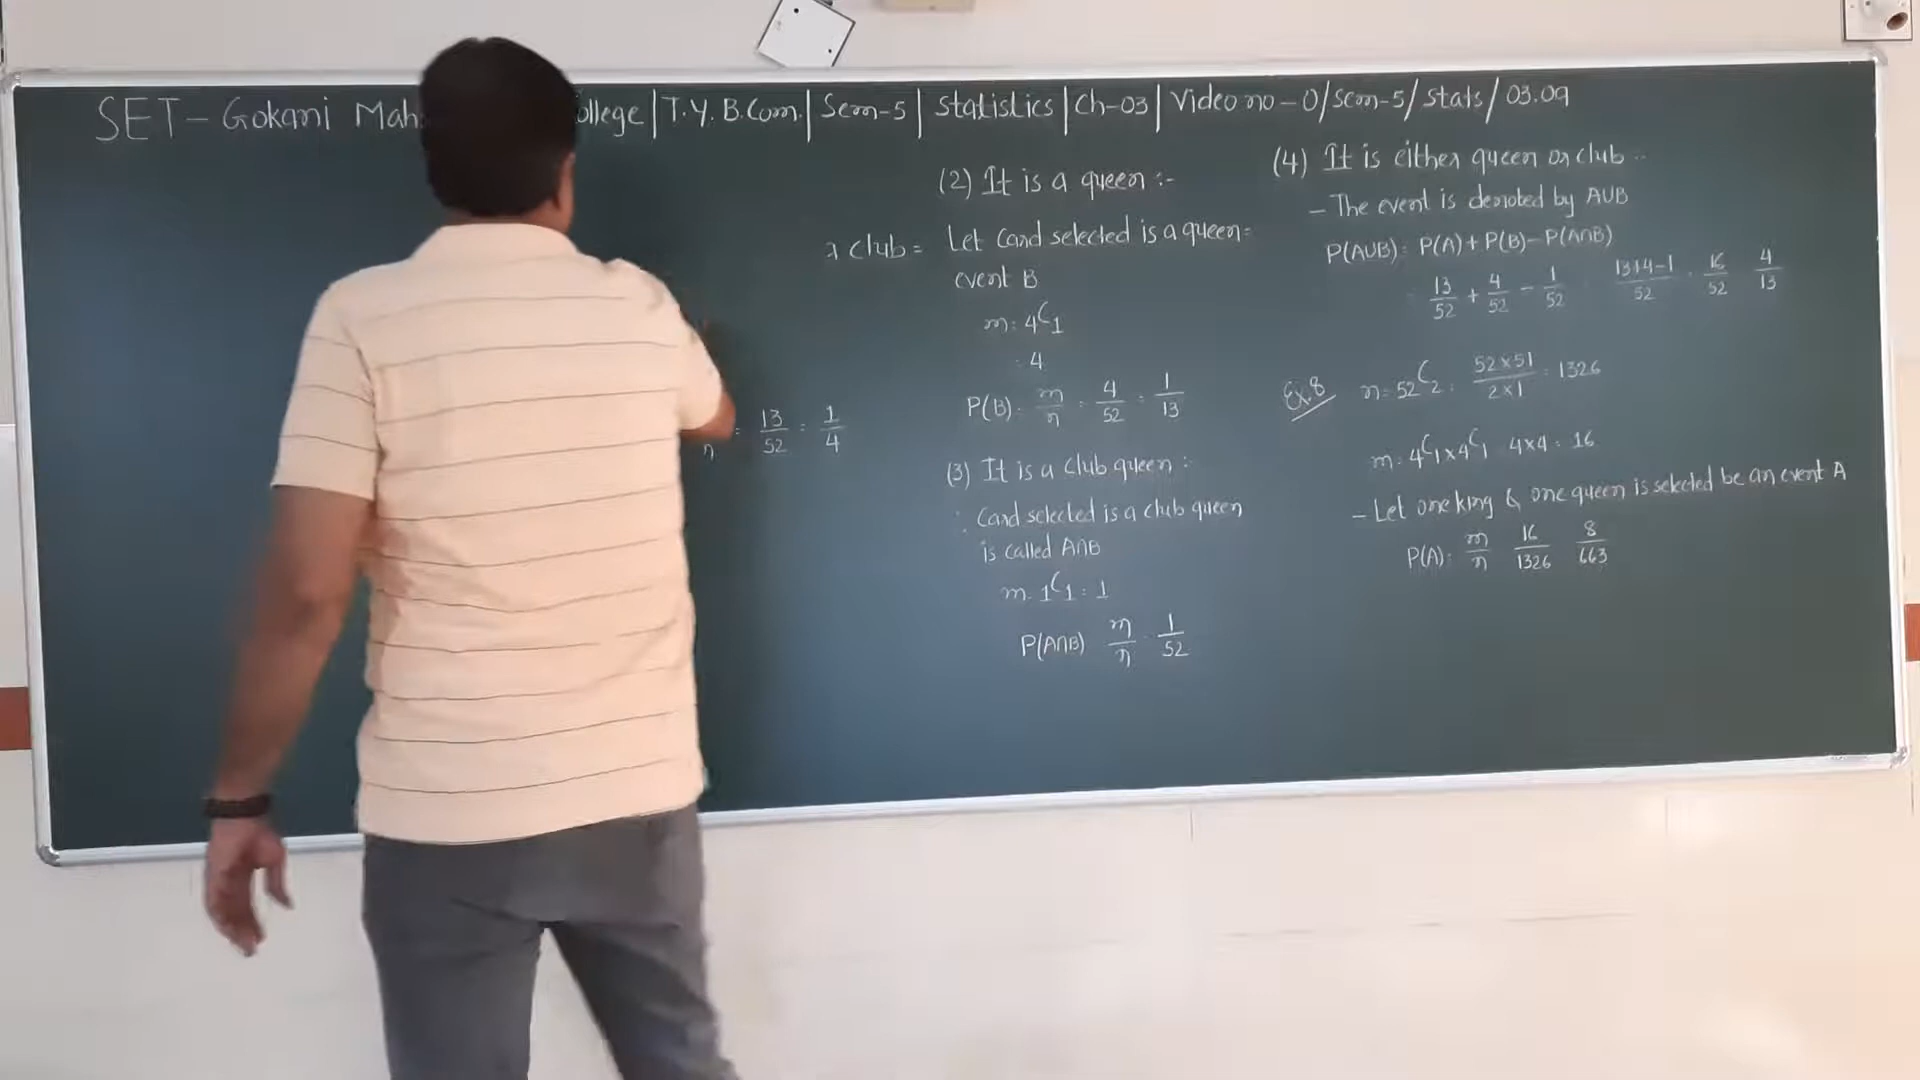 SET - Gokani Mah ollege | T.Y. B.Com. | Sem-5 | Statistics | Ch-03 | Video no - 0/sem-5/stats/03.09
club =
n = 13/52 = 1/4
(2) It is a queen :-
Let Card selected is a queen =
event B
m = 4C1
= 4
P(B) = m/n = 4/52 = 1/13
(3) It is a club queen :
∴ Card selected is a club queen
is called A∩B
m = 1C1 = 1
P(A∩B) m/n 1/52
(4) It is either queen or club ..
- The event is denoted by AUB
P(AUB) = P(A) + P(B) - P(A∩B)
13/52 + 4/52 - 1/52 13+4-1/52 = 16/52 4/13
Ex.8 n = 52C2 = 52×51/2×1 = 1326
m = 4C1 × 4C1 4×4 = 16
- Let one king & one queen is selected be an event A
P(A) = m/n 16/1326 8/663